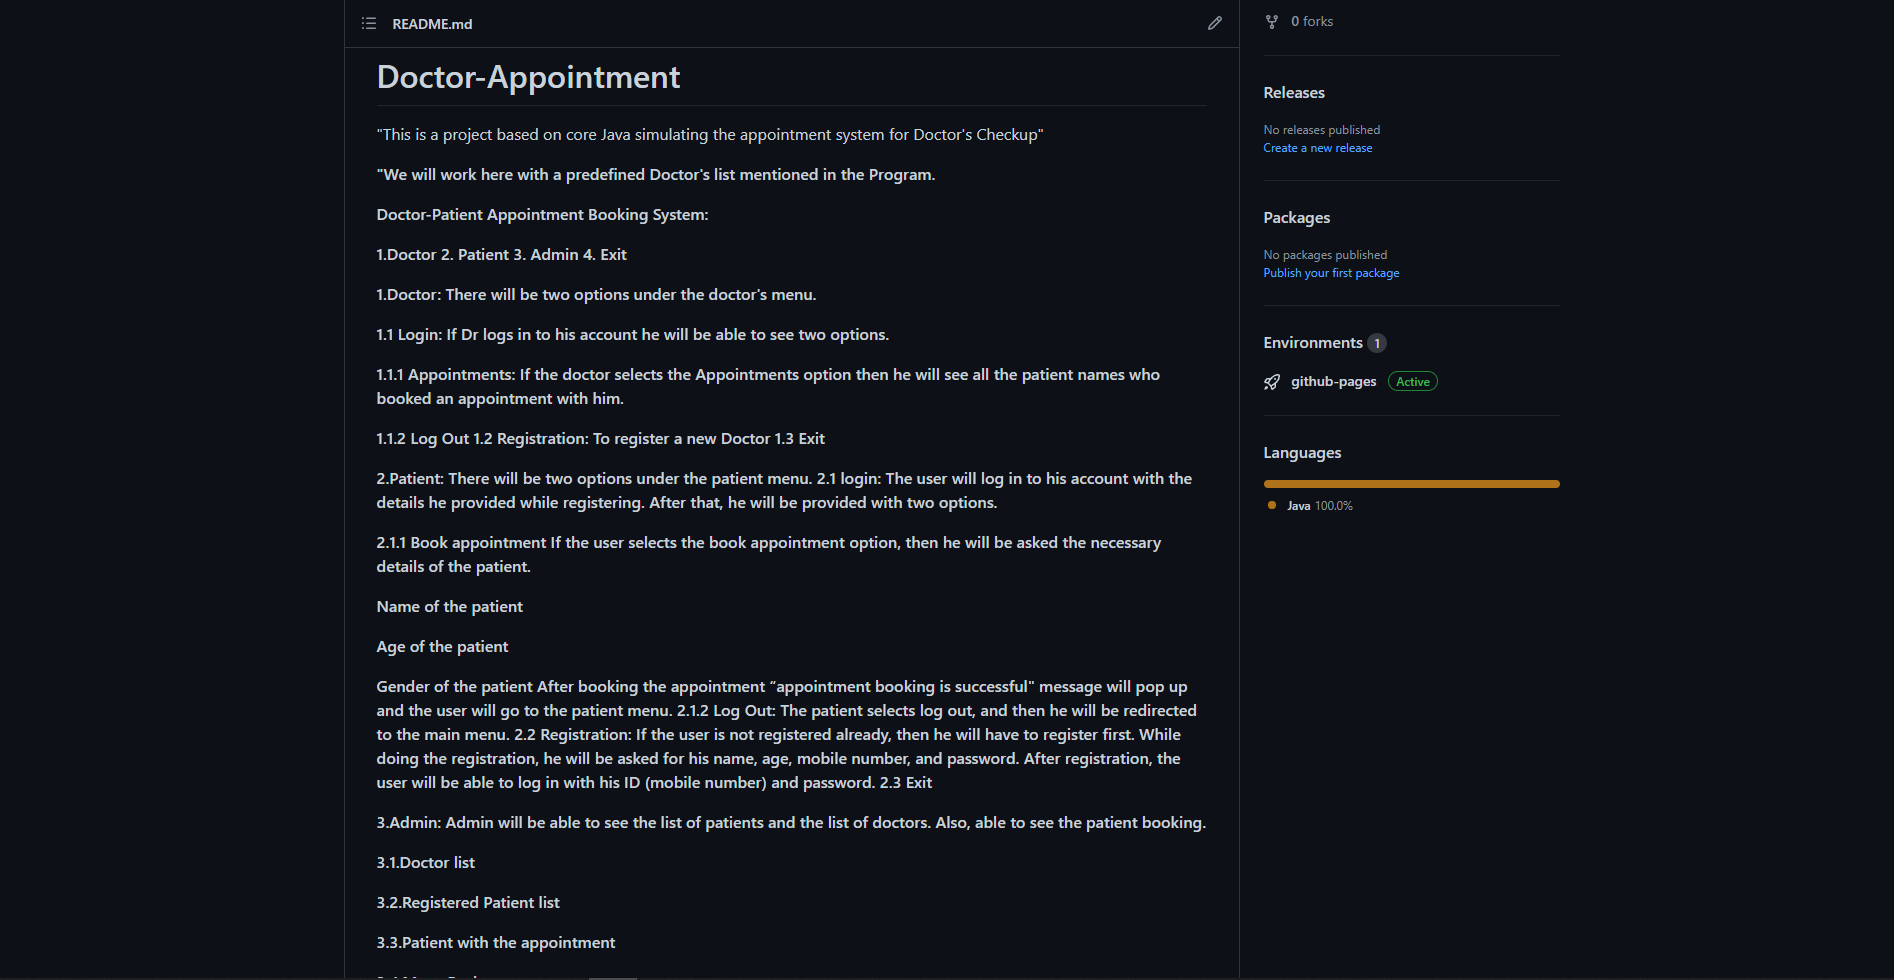 README.md
Doctor-Appointment
"This is a project based on core Java simulating the appointment system for Doctor's Checkup"
"We will work here with a predefined Doctor's list mentioned in the Program.
Doctor-Patient Appointment Booking System:
1.Doctor 2. Patient 3. Admin 4. Exit
1.Doctor: There will be two options under the doctor's menu.
1.1 Login: If Dr logs in to his account he will be able to see two options.
1.1.1 Appointments: If the doctor selects the Appointments option then he will see all the patient names who
booked an appointment with him.
1.1.2 Log Out 1.2 Registration: To register a new Doctor 1.3 Exit
2.Patient: There will be two options under the patient menu. 2.1 login: The user will log in to his account with the
details he provided while registering. After that, he will be provided with two options.
2.1.1 Book appointment If the user selects the book appointment option, then he will be asked the necessary
details of the patient.
Name of the patient
Age of the patient
Gender of the patient After booking the appointment “appointment booking is successful" message will pop up
and the user will go to the patient menu. 2.1.2 Log Out: The patient selects log out, and then he will be redirected
to the main menu. 2.2 Registration: If the user is not registered already, then he will have to register first. While
doing the registration, he will be asked for his name, age, mobile number, and password. After registration, the
user will be able to log in with his ID (mobile number) and password. 2.3 Exit
3.Admin: Admin will be able to see the list of patients and the list of doctors. Also, able to see the patient booking.
3.1.Doctor list
3.2.Registered Patient list
3.3.Patient with the appointment
0 forks
Releases
No releases published
Create a new release
Packages
No packages published
Publish your first package
Environments 1
github-pages Active
Languages
Java 100.0%